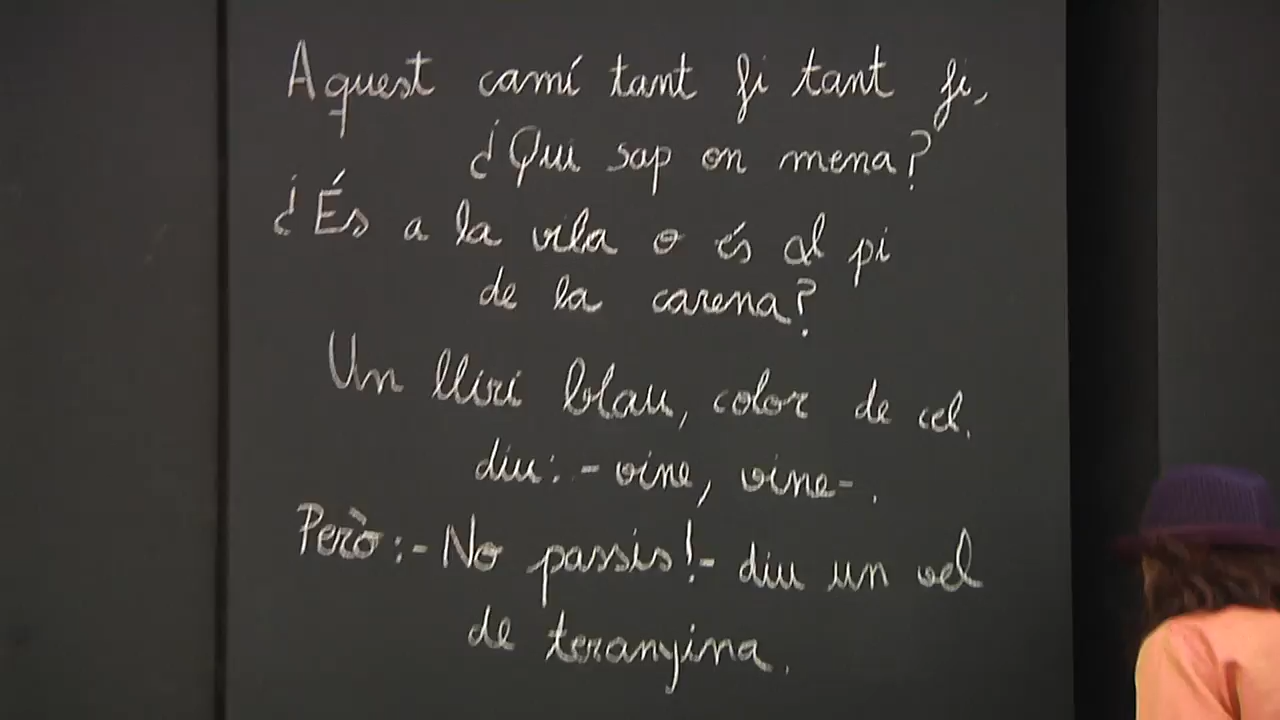 Aquest camí tant fi tant fi,
¿Qui sap on mena?
¿És a la vila o és al pi
de la carena?
Un lliri blau, color de cel.
diu:-vine, vine-.
Però:-No passis!-diu un vel
de teranyina.